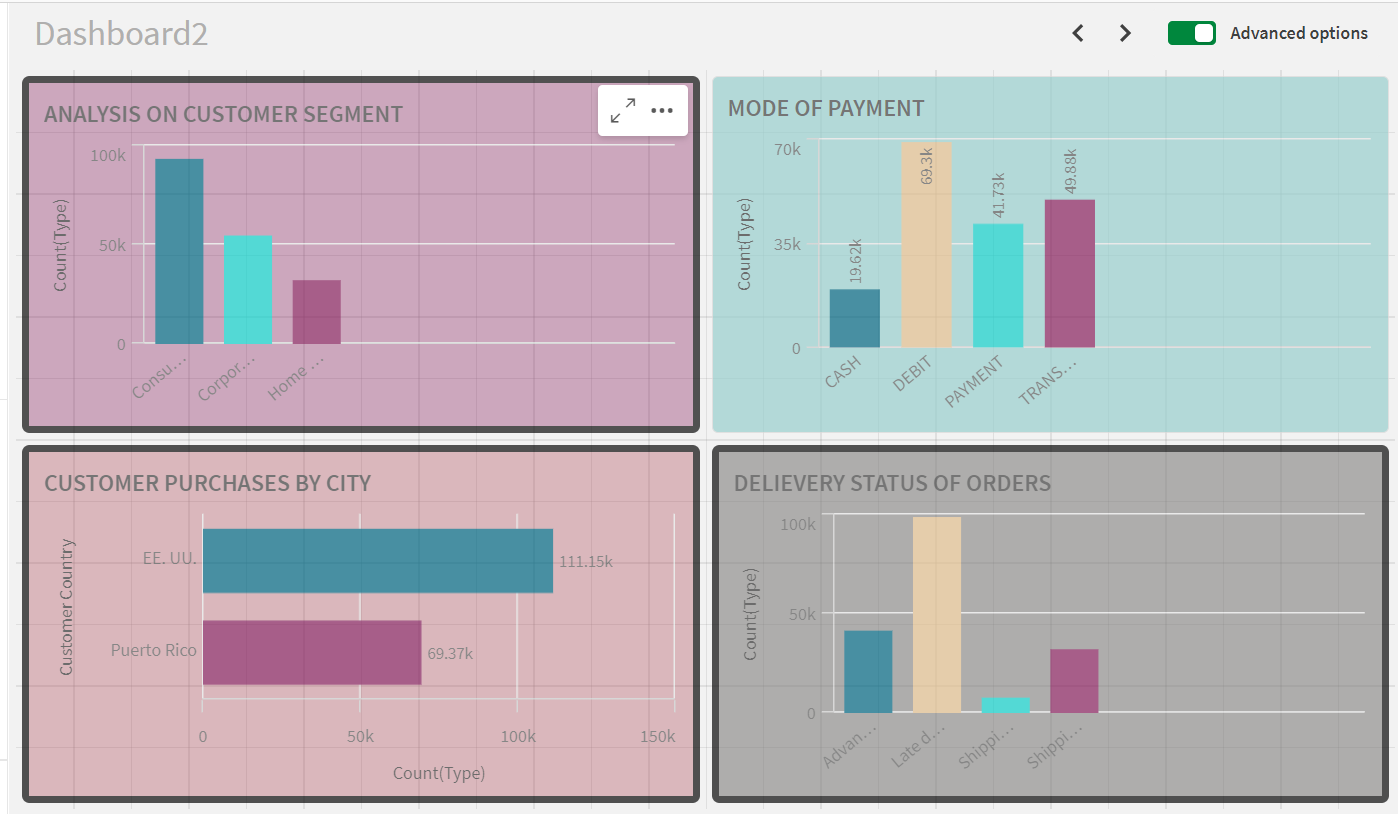 Dashboard2
Advanced options
ANALYSIS ON CUSTOMER SEGMENT
Count(Type)
100k
50k
0
Consu...
Corpor...
Home ...
MODE OF PAYMENT
Count(Type)
70k
35k
0
19.62k
69.3k
41.73k
49.88k
CASH
DEBIT
PAYMENT
TRANS...
CUSTOMER PURCHASES BY CITY
Customer Country
EE. UU.
111.15k
Puerto Rico
69.37k
0
50k
100k
150k
Count(Type)
DELIEVERY STATUS OF ORDERS
Count(Type)
100k
50k
0
Advan...
Late d...
Shippi...
Shippi...